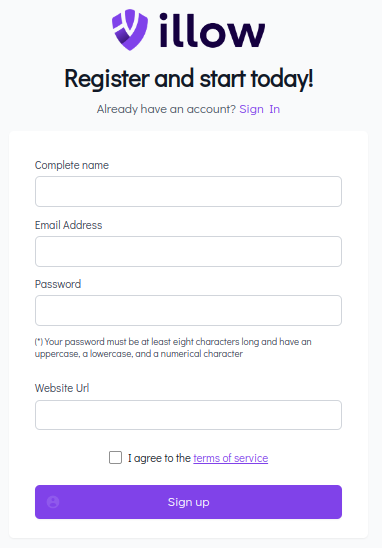 illow
Register and start today!
Already have an account? Sign In
Complete name
Email Address
Password
(*) Your password must be at least eight characters long and have an
uppercase, a lowercase, and a numerical character
Website Url
I agree to the terms of service
Sign up